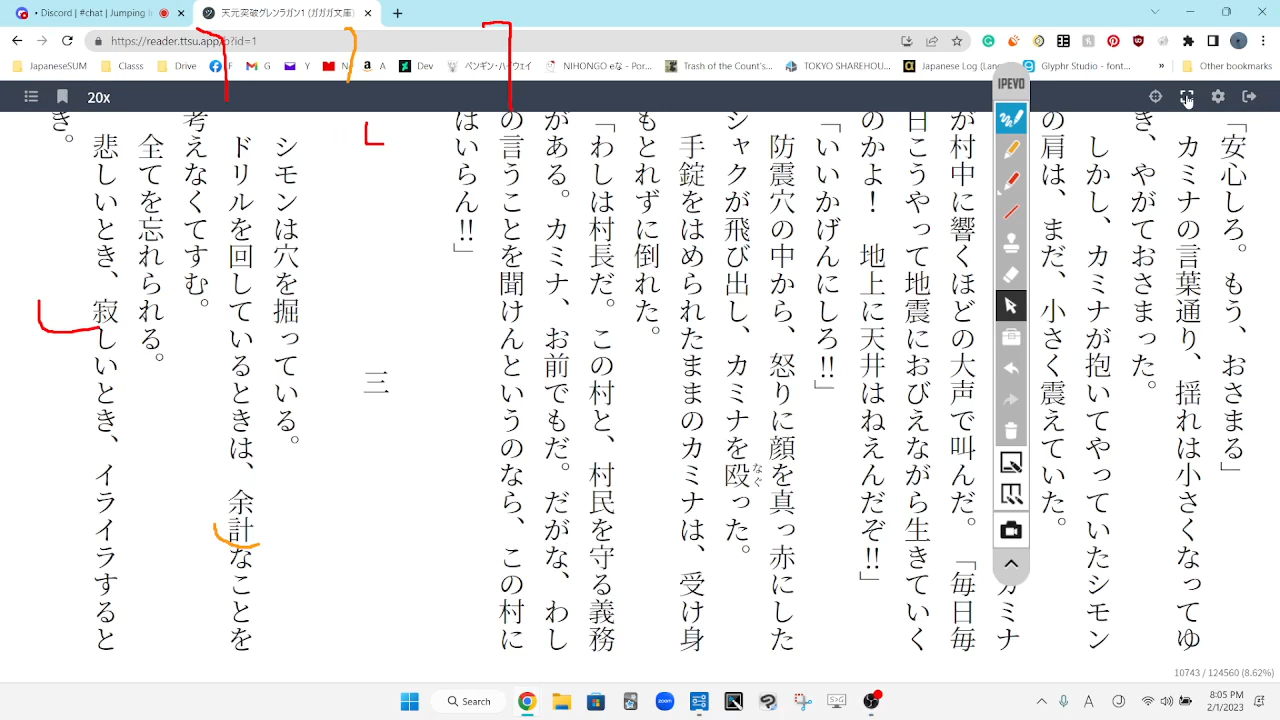 Discord | #chat | Jumping I
天元突破グレンラガン1 (ガガガ文庫)
https://reader.ttsu.app/b?id=1
JapaneseSUM
Classs
Drive
F
G
Y
N
A
Dev
ペンギン・ハウェイ
NIHONGO eな - Por...
Trash of the Count's...
TOKYO SHAREHOU...
Japanese Log (Lan
Glyphr Studio - font...
»
Other bookmarks
IPEVO
20x
「安心しろ。もう、おさまる」
カミナの言葉通り、揺れは小さくなってゆ
き、やがておさまった。
しかし、カミナが抱いてやっていたシモン
の肩は、まだ、小さく震えていた。
カミナ
が村中に響くほどの大声で叫んだ。「毎日毎
日こうやって地震におびえながら生きていく
のかよ！　地上に天井はねえんだぞ!!」
「いいかげんにしろ!!」
防震穴の中から、怒りに顔を真っ赤にした
シャクが飛び出し、カミナを殴った。
なぐ
手錠をはめられたままのカミナは、受け身
もとれずに倒れた。
「わしは村長だ。この村と、村民を守る義務
がある。カミナ、お前でもだ。だがな、わし
の言うことを聞けんというのなら、この村に
はいらん!!」
三
シモンは穴を掘っている。
ドリルを回しているときは、余計なことを
考えなくてすむ。
全てを忘れられる。
悲しいとき、寂しいとき、イライラすると
き。
10743 / 124560 (8.62%)
Search
zoom
A
8:05 PM
2/1/2023